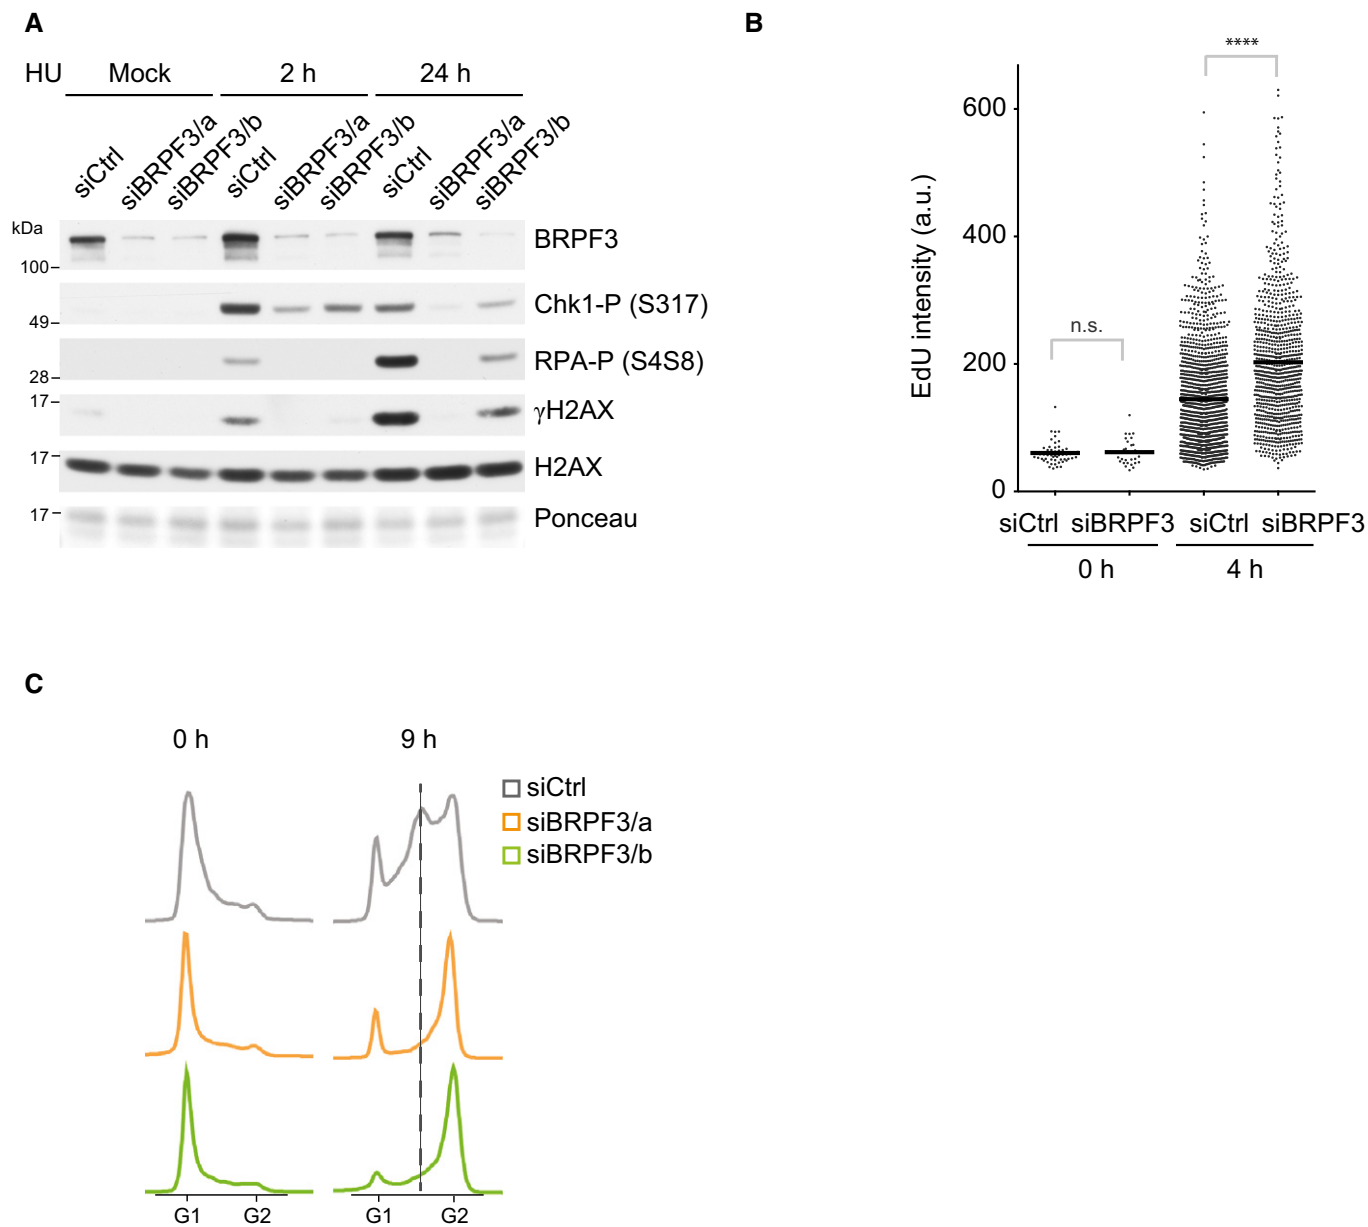 A
HU Mock 2 h 24 h
siCtrl siBRPF3/a siBRPF3/b siCtrl siBRPF3/a siBRPF3/b siCtrl siBRPF3/a siBRPF3/b
kDa
BRPF3
100
Chk1-P (S317)
49
RPA-P (S4S8)
28
17
γH2AX
17
H2AX
17
Ponceau
B
****
600
400
n.s.
200
0
EdU intensity (a.u.)
siCtrl siBRPF3 siCtrl siBRPF3
0 h 4 h
C
0 h 9 h
siCtrl
siBRPF3/a
siBRPF3/b
G1 G2 G1 G2